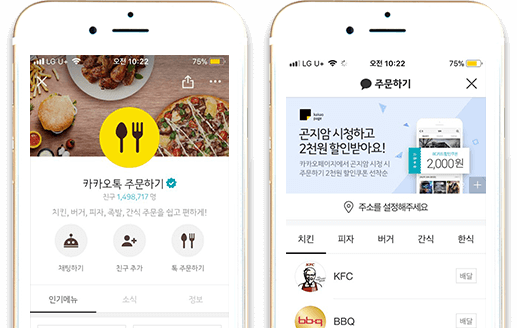 LG U+
오전 10:22
75%
카카오톡 주문하기
친구 1,498,717 명
치킨, 버거, 피자, 족발, 간식 주문을 쉽고 편하게!
채팅하기
친구 추가
톡 주문하기
인기메뉴
소식
정보
LG U+
오전 10:22
75%
주문하기
kakao
page
곤지암 시청하고
2천원 할인받아요!
카카오페이지에서 곤지암 시청 시
주문하기 2천원 할인쿠폰 선착순
2,000원
주소를 설정해주세요
치킨
피자
버거
간식
한식
KFC
KFC
배달
bb.q
BBQ
배달